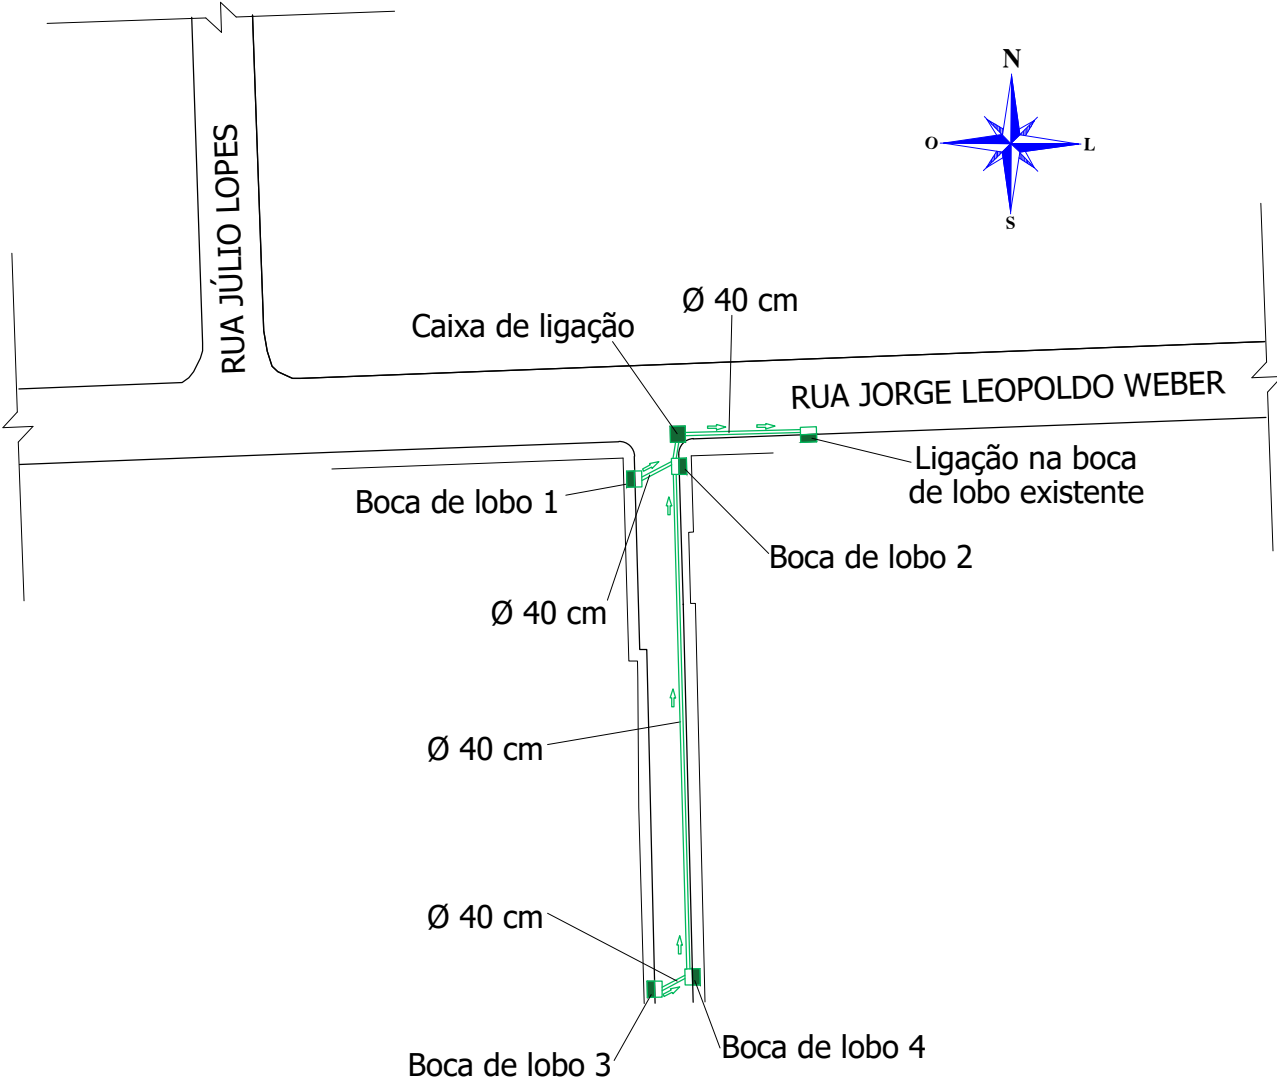 N
O
L
S
RUA JÚLIO LOPES
Ø 40 cm
Caixa de ligação
RUA JORGE LEOPOLDO WEBER
Ligação na boca
de lobo existente
Boca de lobo 1
Boca de lobo 2
Ø 40 cm
Ø 40 cm
Ø 40 cm
Boca de lobo 4
Boca de lobo 3